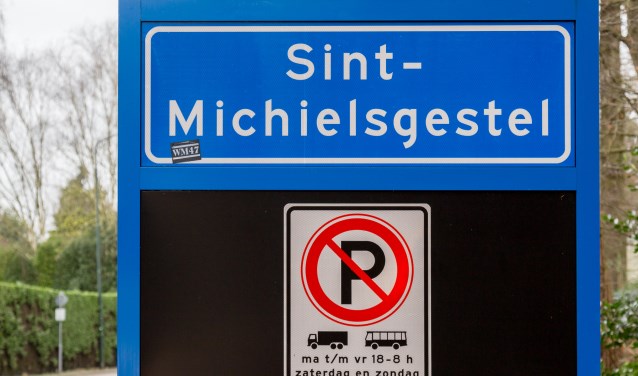 Sint-
Michielsgestel
WM47
P
ma t/m vr 18-8 h
zaterdag en zondag